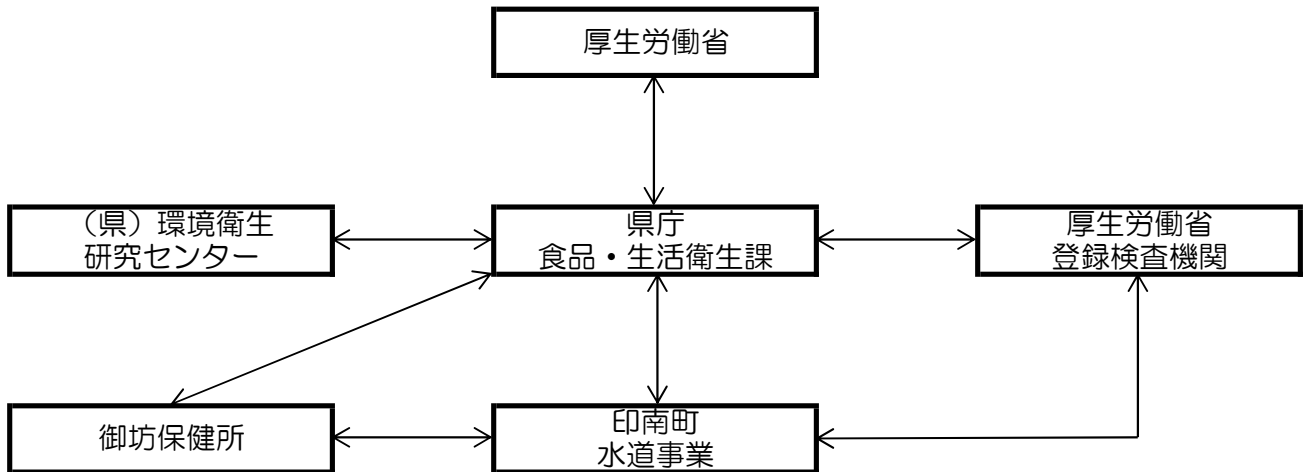 厚生労働省
（県）環境衛生
研究センター
県庁
食品・生活衛生課
厚生労働省
登録検査機関
御坊保健所
印南町
水道事業